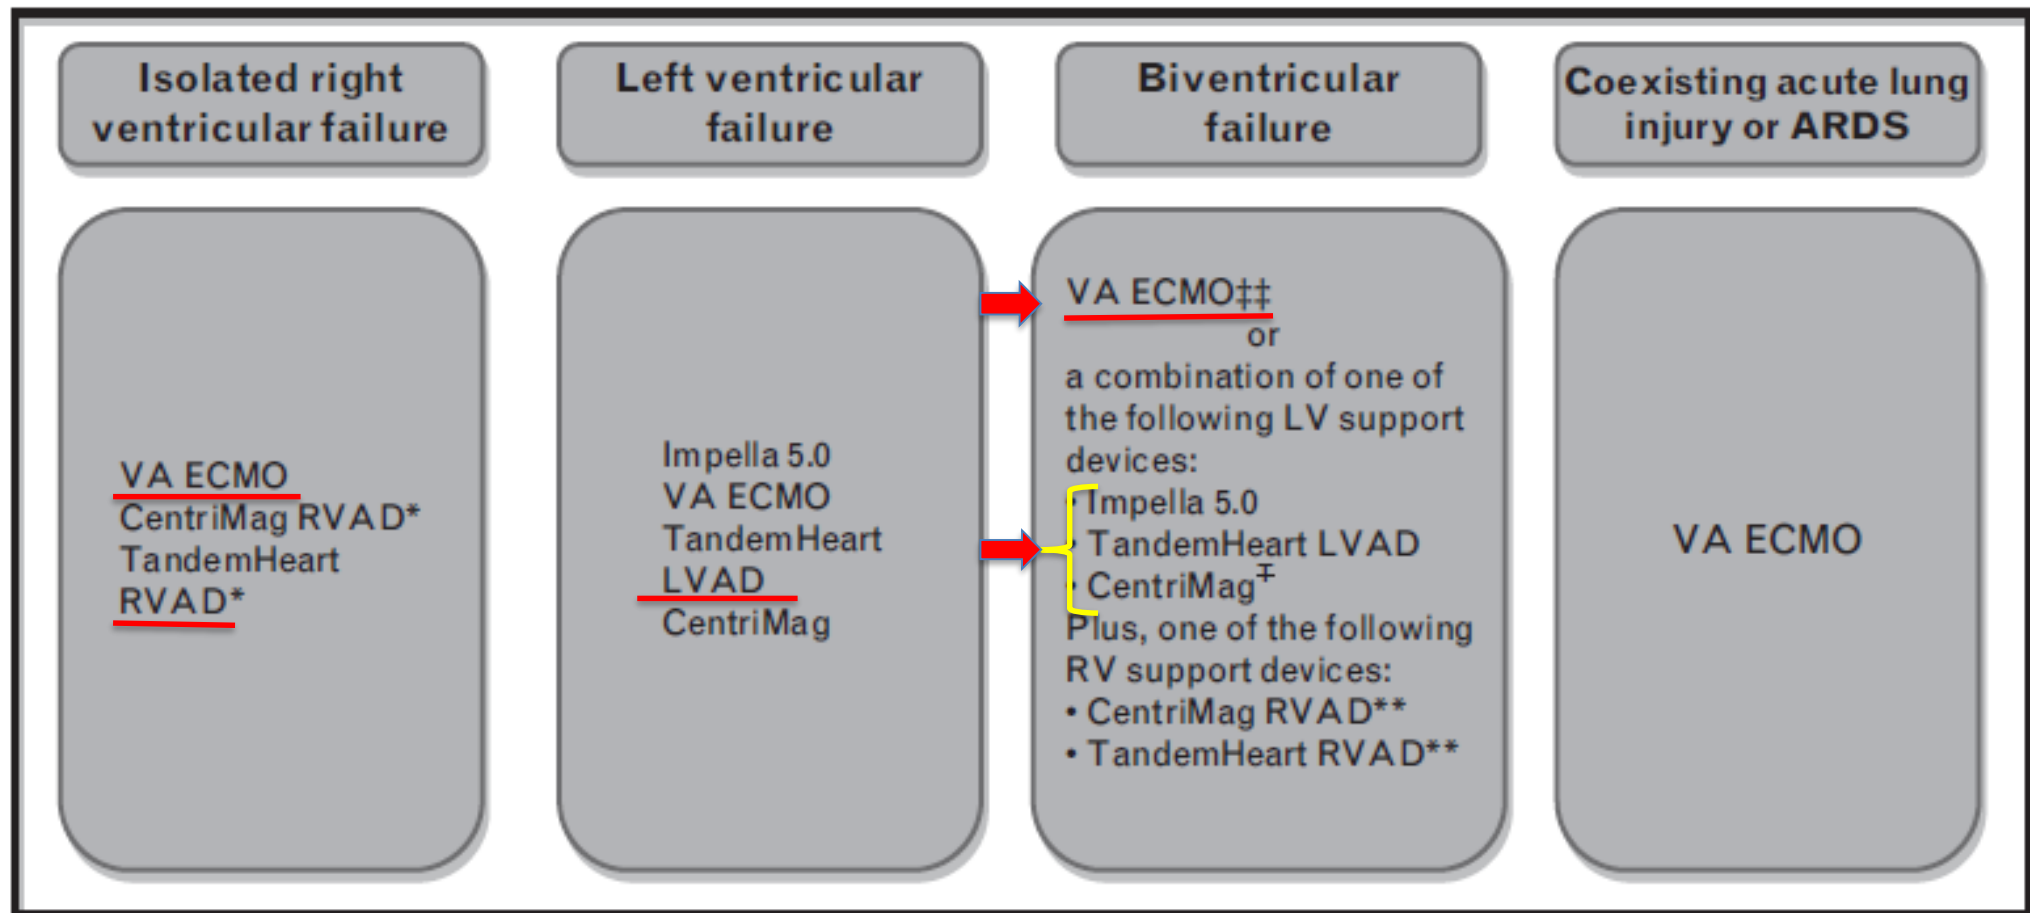 Isolated right
ventricular failure
VA ECMO
CentriMag RVAD*
TandemHeart
RVAD*
Left ventricular
failure
Impella 5.0
VA ECMO
TandemHeart
LVAD
CentriMag
Biventricular
failure
VA ECMO‡‡
or
a combination of one of
the following LV support
devices:
• Impella 5.0
• TandemHeart LVAD
• CentriMag∓
Plus, one of the following
RV support devices:
• CentriMag RVAD**
• TandemHeart RVAD**
Coexisting acute lung
injury or ARDS
VA ECMO